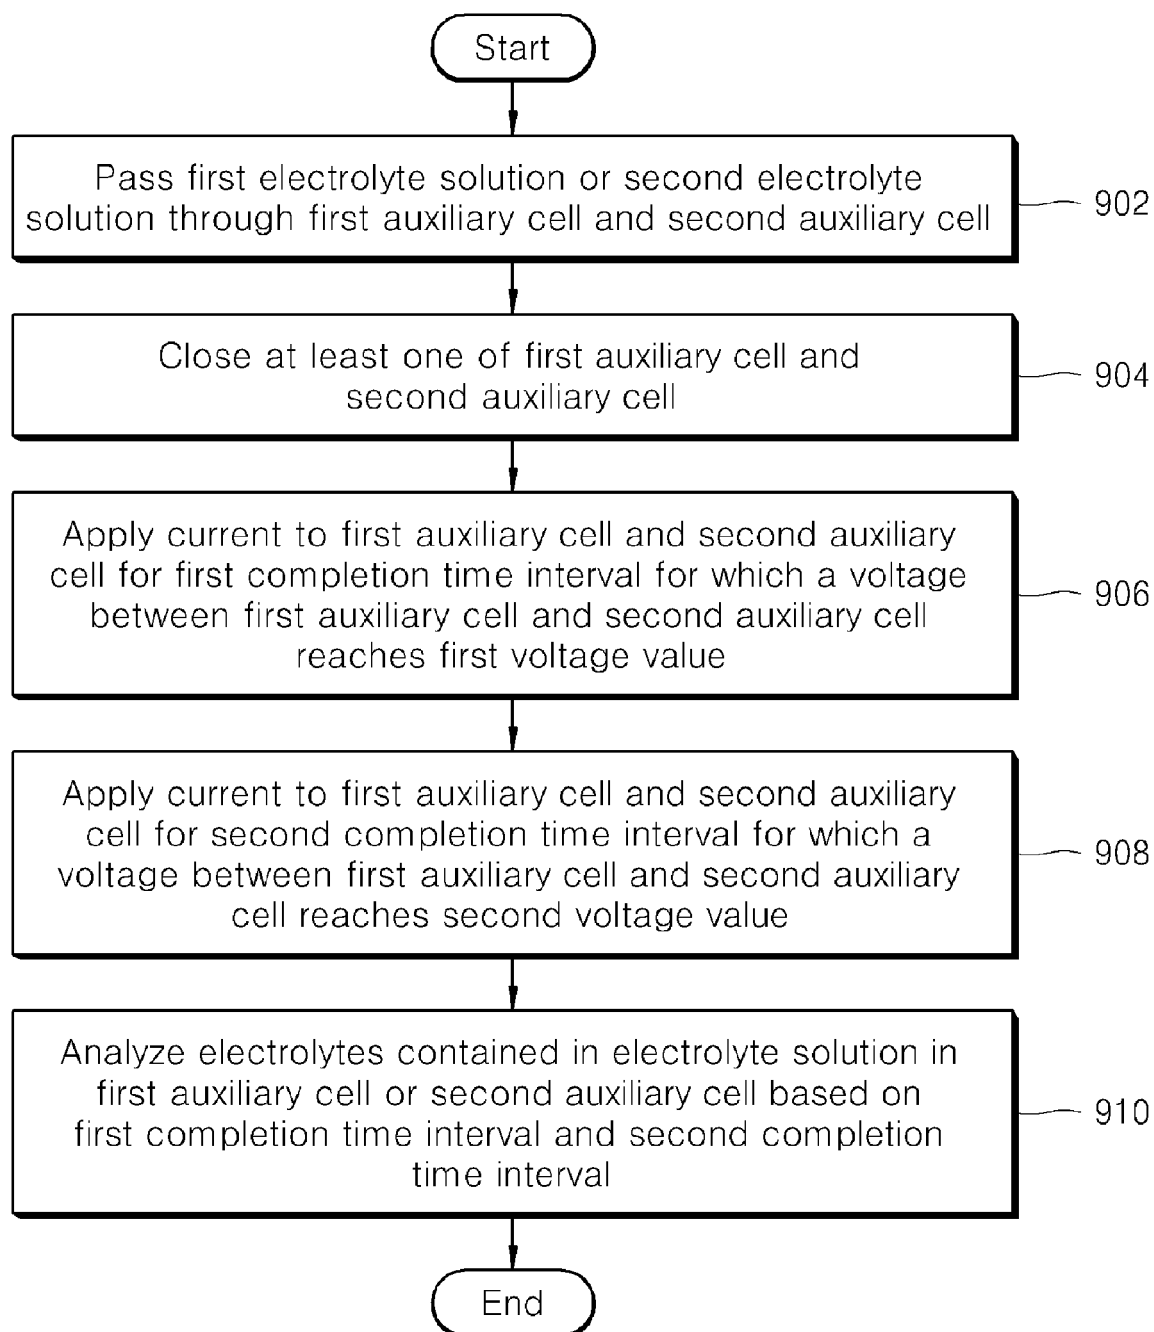 Start
Pass first electrolyte solution or second electrolyte
solution through first auxiliary cell and second auxiliary cell
902
Close at least one of first auxiliary cell and
second auxiliary cell
904
Apply current to first auxiliary cell and second auxiliary
cell for first completion time interval for which a voltage
between first auxiliary cell and second auxiliary cell
reaches first voltage value
906
Apply current to first auxiliary cell and second auxiliary
cell for second completion time interval for which a
voltage between first auxiliary cell and second auxiliary
cell reaches second voltage value
908
Analyze electrolytes contained in electrolyte solution in
first auxiliary cell or second auxiliary cell based on
first completion time interval and second completion
time interval
910
End